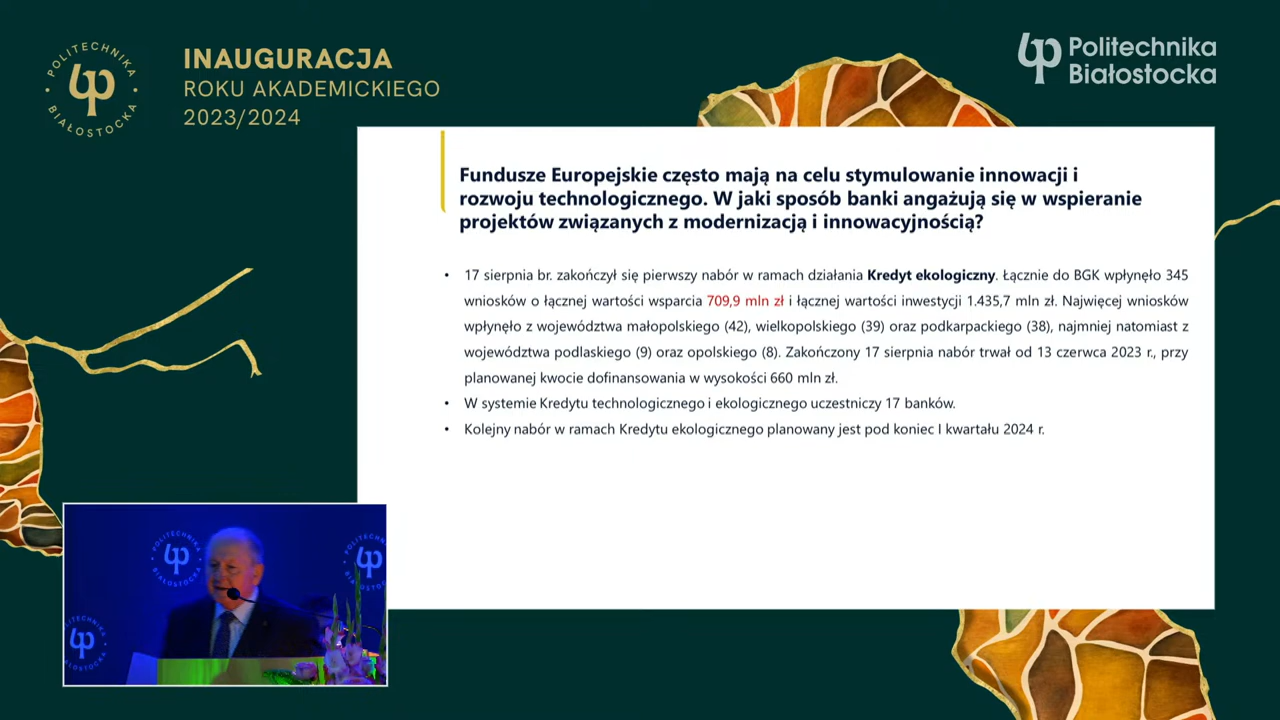 POLITECHNIKA
BIAŁOSTOCKA
INAUGURACJA
ROKU AKADEMICKIEGO
2023/2024
Politechnika
Białostocka
Fundusze Europejskie często mają na celu stymulowanie innowacji i
rozwoju technologicznego. W jaki sposób banki angażują się w wspieranie
projektów związanych z modernizacją i innowacyjnością?
• 17 sierpnia br. zakończył się pierwszy nabór w ramach działania Kredyt ekologiczny. Łącznie do BGK wpłynęło 345
wniosków o łącznej wartości wsparcia 709,9 mln zł i łącznej wartości inwestycji 1.435,7 mln zł. Najwięcej wniosków
wpłynęło z województwa małopolskiego (42), wielkopolskiego (39) oraz podkarpackiego (38), najmniej natomiast z
województwa podlaskiego (9) oraz opolskiego (8). Zakończony 17 sierpnia nabór trwał od 13 czerwca 2023 r., przy
planowanej kwocie dofinansowania w wysokości 660 mln zł.
• W systemie Kredytu technologicznego i ekologicznego uczestniczy 17 banków.
• Kolejny nabór w ramach Kredytu ekologicznego planowany jest pod koniec I kwartału 2024 r.
POLITECHNIKA
BIAŁOSTOCKA